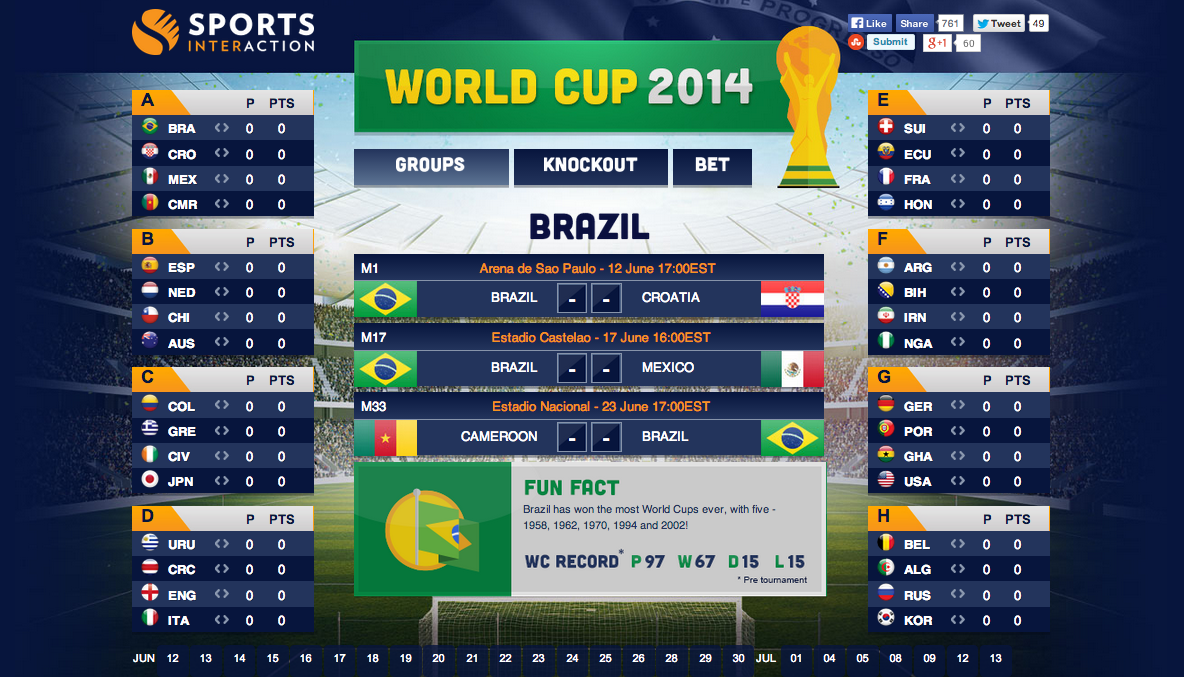 SPORTS
INTERACTION
Like Share 761 Tweet 49
Submit g+1 60
WORLD CUP 2014
GROUPS KNOCKOUT BET
A P PTS
BRA <> 0 0
CRO <> 0 0
MEX <> 0 0
CMR <> 0 0
B P PTS
ESP <> 0 0
NED <> 0 0
CHI <> 0 0
AUS <> 0 0
C P PTS
COL <> 0 0
GRE <> 0 0
CIV <> 0 0
JPN <> 0 0
D P PTS
URU <> 0 0
CRC <> 0 0
ENG <> 0 0
ITA <> 0 0
BRAZIL
M1 Arena de Sao Paulo - 12 June 17:00EST
BRAZIL - - CROATIA
M17 Estadio Castelao - 17 June 16:00EST
BRAZIL - - MEXICO
M33 Estadio Nacional - 23 June 17:00EST
CAMEROON - - BRAZIL
FUN FACT
Brazil has won the most World Cups ever, with five -
1958, 1962, 1970, 1994 and 2002!
WC RECORD* P 97 W 67 D 15 L 15
* Pre tournament
E P PTS
SUI <> 0 0
ECU <> 0 0
FRA <> 0 0
HON <> 0 0
F P PTS
ARG <> 0 0
BIH <> 0 0
IRN <> 0 0
NGA <> 0 0
G P PTS
GER <> 0 0
POR <> 0 0
GHA <> 0 0
USA <> 0 0
H P PTS
BEL <> 0 0
ALG <> 0 0
RUS <> 0 0
KOR <> 0 0
JUN 12 13 14 15 16 17 18 19 20 21 22 23 24 25 26 28 29 30 JUL 01 04 05 08 09 12 13